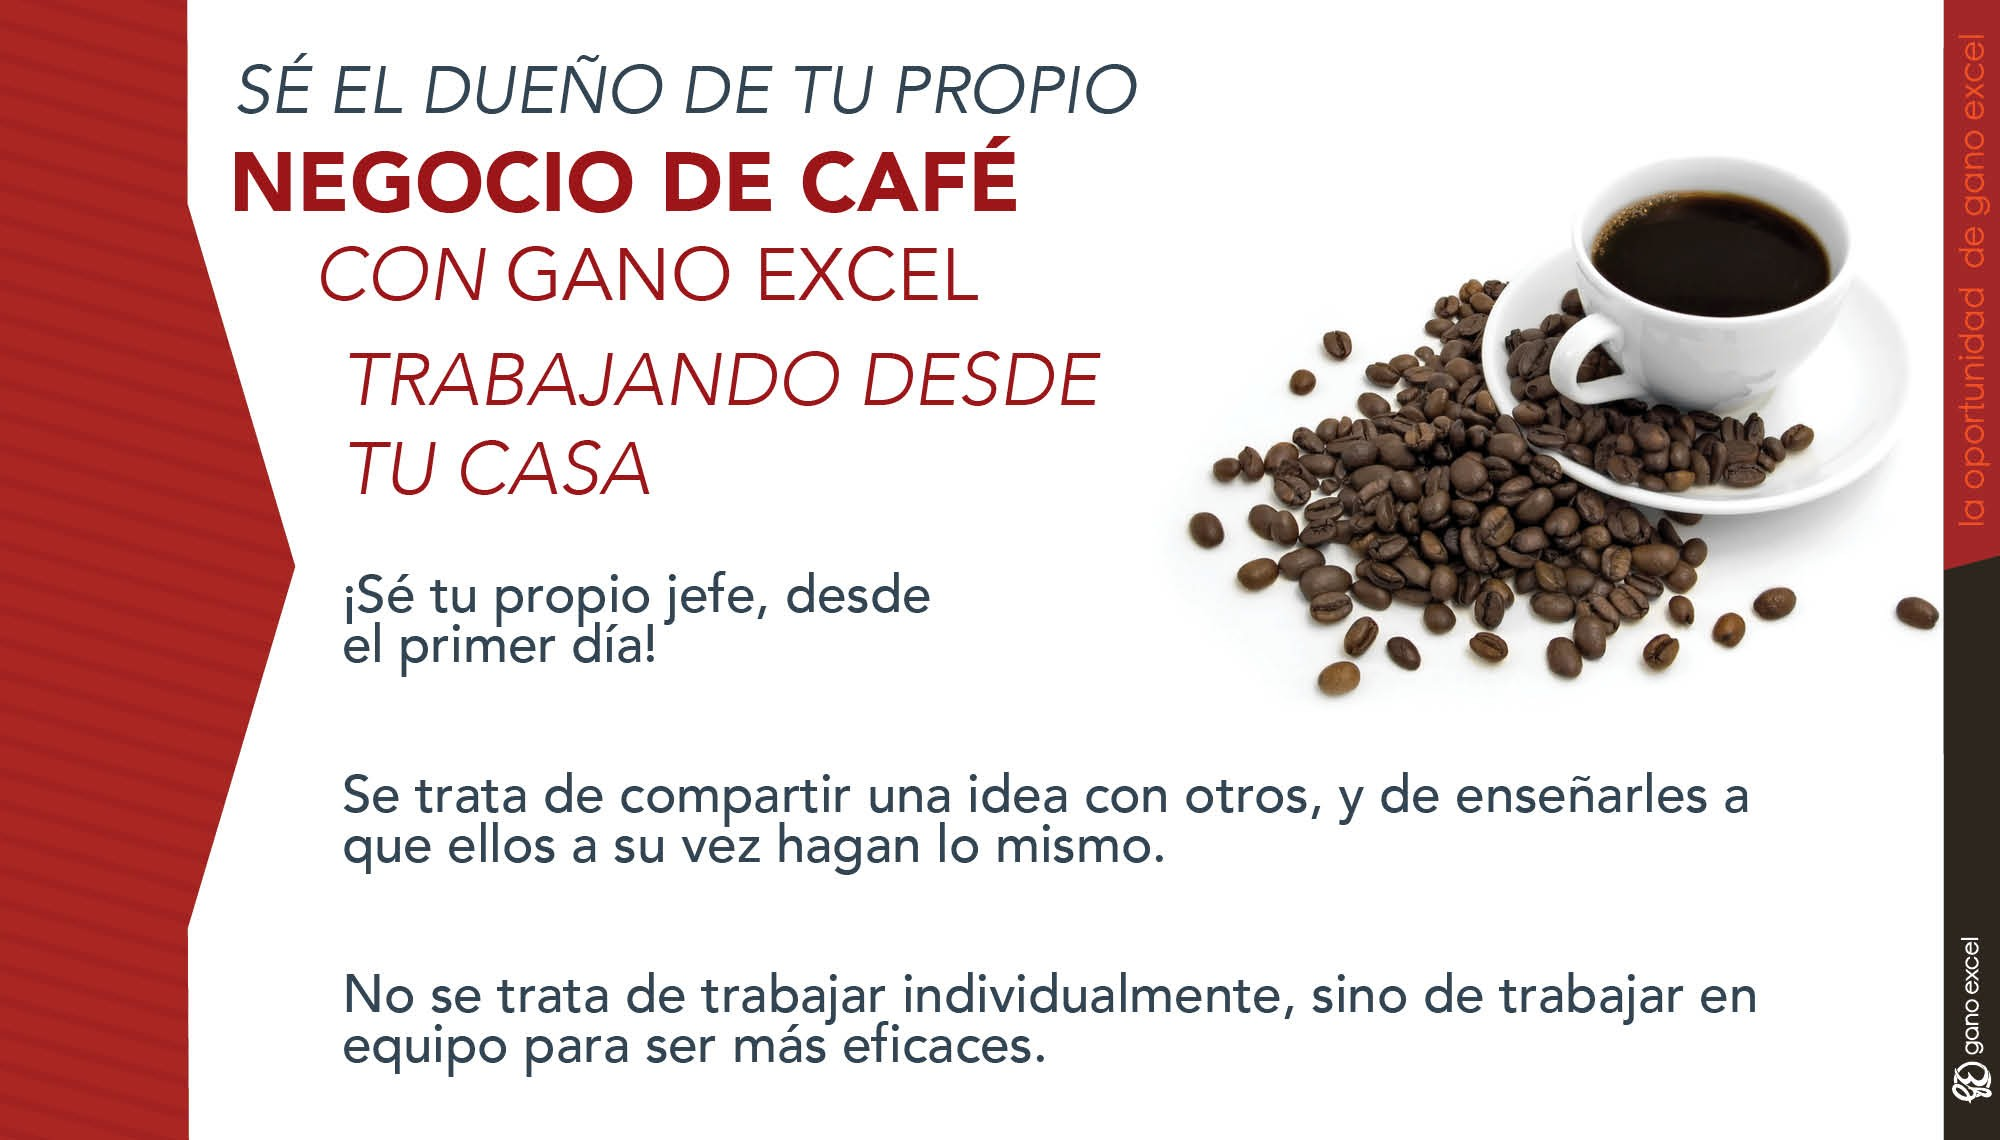 SÉ EL DUEÑO DE TU PROPIO
NEGOCIO DE CAFÉ
CON GANO EXCEL
TRABAJANDO DESDE
TU CASA
¡Sé tu propio jefe, desde
el primer día!
Se trata de compartir una idea con otros, y de enseñarles a
que ellos a su vez hagan lo mismo.
No se trata de trabajar individualmente, sino de trabajar en
equipo para ser más eficaces.
la oportunidad de gano excel
gano excel